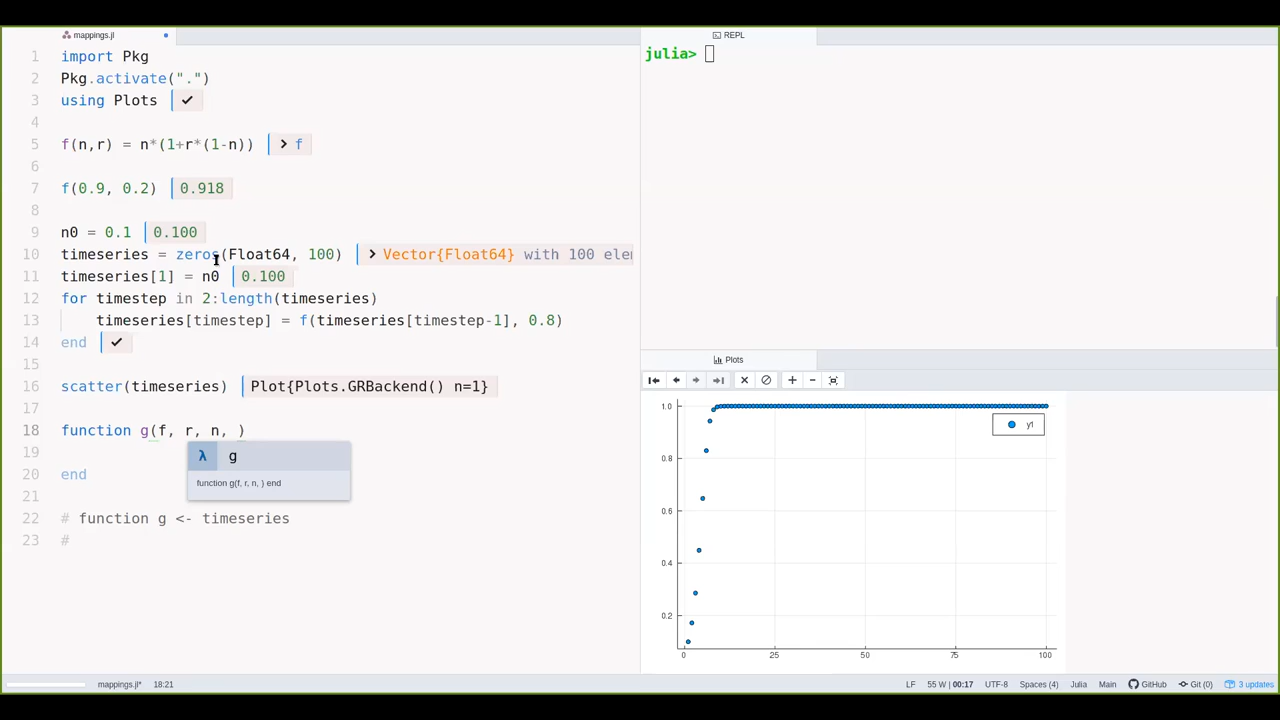 mappings.jl
1 import Pkg
2 Pkg.activate(".")
3 using Plots ✓
4
5 f(n,r) = n*(1+r*(1-n)) > f
6
7 f(0.9, 0.2) 0.918
8
9 n0 = 0.1 0.100
10 timeseries = zeros(Float64, 100) > Vector{Float64} with 100 elem
11 timeseries[1] = n0 0.100
12 for timestep in 2:length(timeseries)
13 timeseries[timestep] = f(timeseries[timestep-1], 0.8)
14 end ✓
15
16 scatter(timeseries) Plot{Plots.GRBackend() n=1}
17
18 function g(f, r, n, )
19
λ g
20 end
function g(f, r, n, ) end
21
22 # function g <- timeseries
23 #
REPL
julia>
Plots
1.0
y1
0.8
0.6
0.4
0.2
0 25 50 75 100
mappings.jl* 18:21 LF 55 W | 00:17 UTF-8 Spaces (4) Julia Main GitHub Git (0) 3 updates